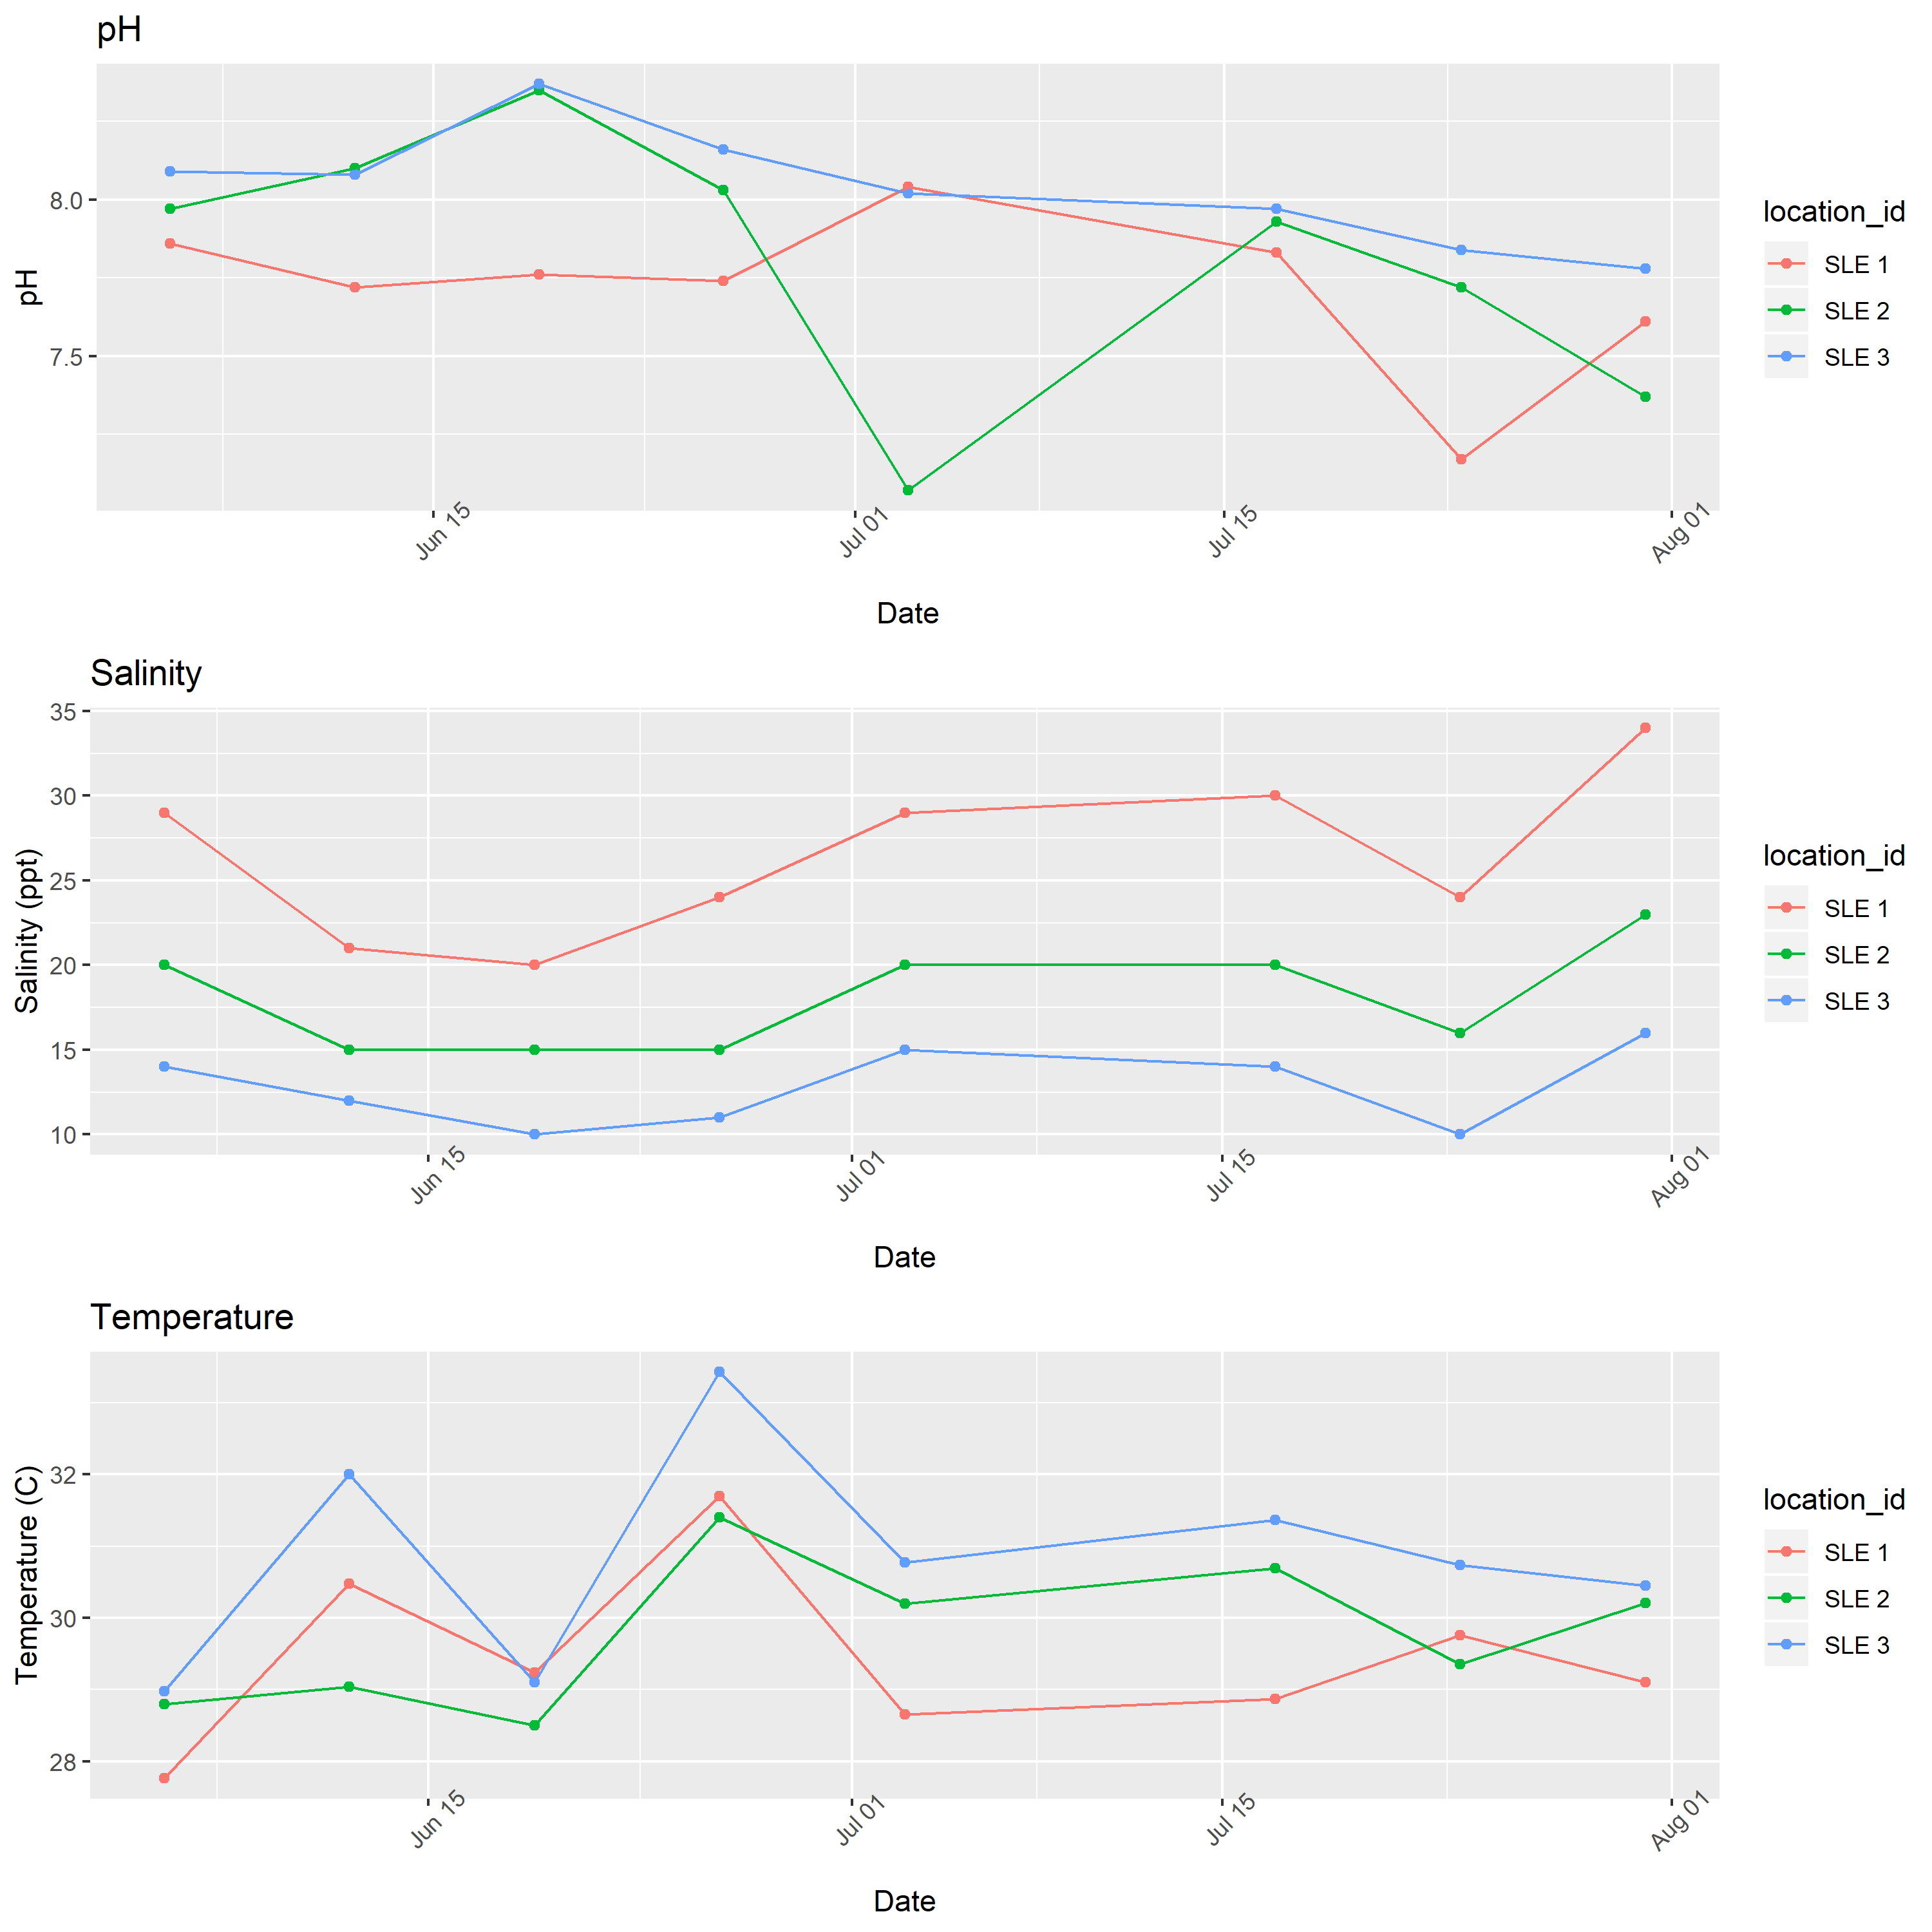 pH
8.0
7.5
pH
Jun 15
Jul 01
Jul 15
Aug 01
Date
location_id
SLE 1
SLE 2
SLE 3
Salinity
35
30
25
20
15
10
Salinity (ppt)
Jun 15
Jul 01
Jul 15
Aug 01
Date
location_id
SLE 1
SLE 2
SLE 3
Temperature
32
30
28
Temperature (C)
Jun 15
Jul 01
Jul 15
Aug 01
Date
location_id
SLE 1
SLE 2
SLE 3